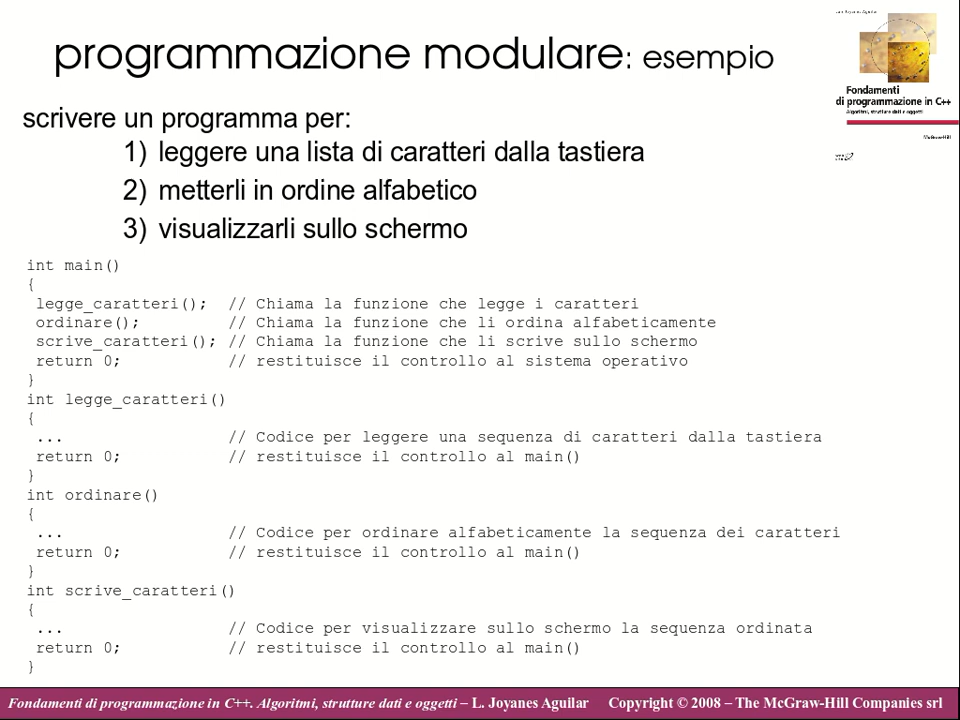 programmazione modulare: esempio
Fondamenti
di programmazione in C++
Algoritmi, strutture dati e oggetti
McGraw-Hill
scrivere un programma per:
1) leggere una lista di caratteri dalla tastiera
2) metterli in ordine alfabetico
3) visualizzarli sullo schermo
int main()
{
legge_caratteri(); // Chiama la funzione che legge i caratteri
ordinare(); // Chiama la funzione che li ordina alfabeticamente
scrive_caratteri(); // Chiama la funzione che li scrive sullo schermo
return 0; // restituisce il controllo al sistema operativo
}
int legge_caratteri()
{
... // Codice per leggere una sequenza di caratteri dalla tastiera
return 0; // restituisce il controllo al main()
}
int ordinare()
{
... // Codice per ordinare alfabeticamente la sequenza dei caratteri
return 0; // restituisce il controllo al main()
}
int scrive_caratteri()
{
... // Codice per visualizzare sullo schermo la sequenza ordinata
return 0; // restituisce il controllo al main()
}
Fondamenti di programmazione in C++. Algoritmi, strutture dati e oggetti – L. Joyanes Aguilar Copyright © 2008 – The McGraw-Hill Companies srl